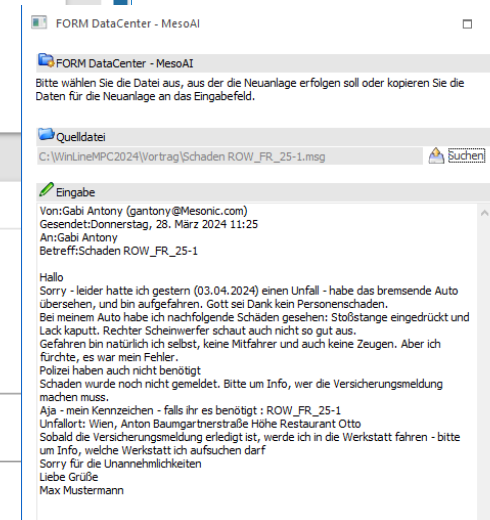 FORM DataCenter - MesoAI
FORM DataCenter - MesoAI
Bitte wählen Sie die Datei aus, aus der die Neuanlage erfolgen soll oder kopieren Sie die
Daten für die Neuanlage an das Eingabefeld.
Quelldatei
C:\WinLineMPC2024\Vortrag\Schaden ROW_FR_25-1.msg Suchen
Eingabe
Von:Gabi Antony (gantony@Mesonic.com)
Gesendet:Donnerstag, 28. März 2024 11:25
An:Gabi Antony
Betreff:Schaden ROW_FR_25-1
Hallo
Sorry - leider hatte ich gestern (03.04.2024) einen Unfall - habe das bremsende Auto
übersehen, und bin aufgefahren. Gott sei Dank kein Personenschaden.
Bei meinem Auto habe ich nachfolgende Schäden gesehen: Stoßstange eingedrückt und
Lack kaputt. Rechter Scheinwerfer schaut auch nicht so gut aus.
Gefahren bin natürlich ich selbst, keine Mitfahrer und auch keine Zeugen. Aber ich
fürchte, es war mein Fehler.
Polizei haben auch nicht benötigt
Schaden wurde noch nicht gemeldet. Bitte um Info, wer die Versicherungsmeldung
machen muss.
Aja - mein Kennzeichen - falls ihr es benötigt : ROW_FR_25-1
Unfallort: Wien, Anton Baumgartnerstraße Höhe Restaurant Otto
Sobald die Versicherungsmeldung erledigt ist, werde ich in die Werkstatt fahren - bitte
um Info, welche Werkstatt ich aufsuchen darf
Sorry für die Unannehmlichkeiten
Liebe Grüße
Max Mustermann